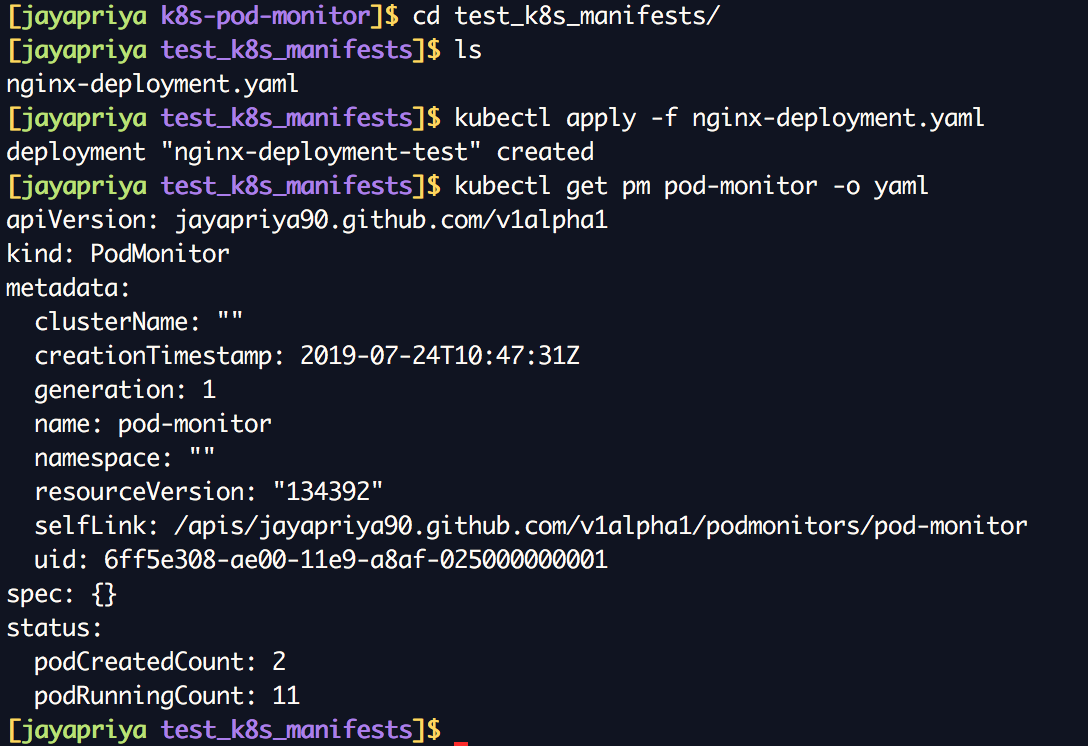 [jayapriya k8s-pod-monitor]$ cd test_k8s_manifests/
[jayapriya test_k8s_manifests]$ ls
nginx-deployment.yaml
[jayapriya test_k8s_manifests]$ kubectl apply -f nginx-deployment.yaml
deployment "nginx-deployment-test" created
[jayapriya test_k8s_manifests]$ kubectl get pm pod-monitor -o yaml
apiVersion: jayapriya90.github.com/v1alpha1
kind: PodMonitor
metadata:
  clusterName: ""
  creationTimestamp: 2019-07-24T10:47:31Z
  generation: 1
  name: pod-monitor
  namespace: ""
  resourceVersion: "134392"
  selfLink: /apis/jayapriya90.github.com/v1alpha1/podmonitors/pod-monitor
  uid: 6ff5e308-ae00-11e9-a8af-025000000001
spec: {}
status:
  podCreatedCount: 2
  podRunningCount: 11
[jayapriya test_k8s_manifests]$